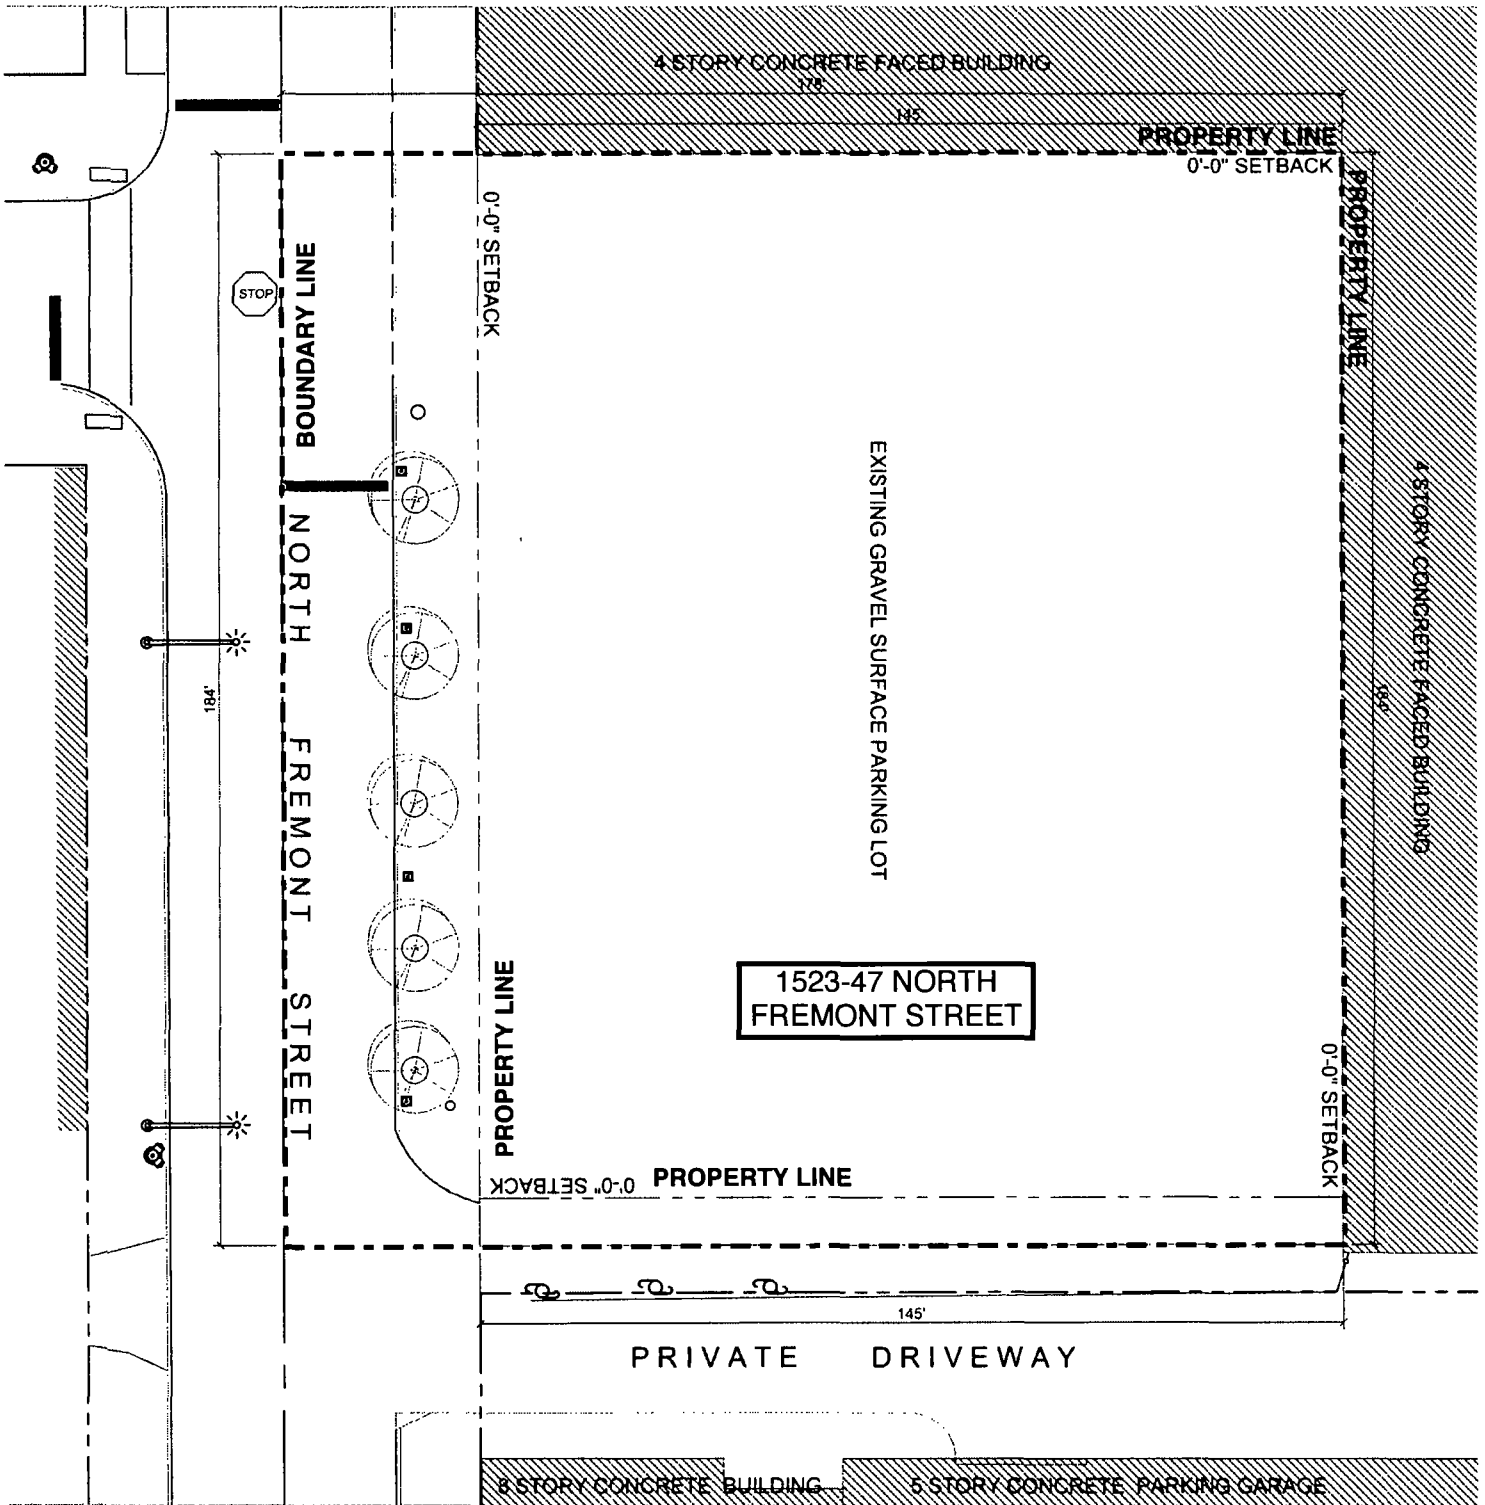 4 STORY CONCRETE FACED BUILDING
178'
145'
PROPERTY LINE
0'-0" SETBACK
PROPERTY LINE
0'-0" SETBACK
BOUNDARY LINE
STOP
EXISTING GRAVEL SURFACE PARKING LOT
4 STORY CONCRETE FACED BUILDING
NORTH FREMONT STREET
184'
184'
1523-47 NORTH
FREMONT STREET
PROPERTY LINE
0'-0" SETBACK
0'-0" SETBACK
PROPERTY LINE
145'
PRIVATE DRIVEWAY
8 STORY CONCRETE BUILDING
5 STORY CONCRETE PARKING GARAGE